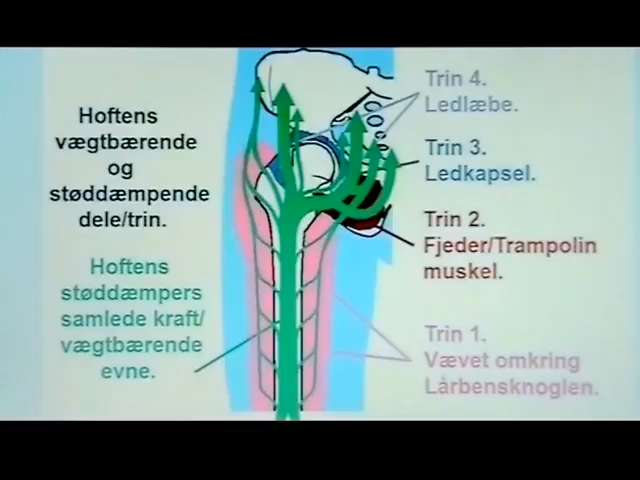 Hoftens
vægtbærende
og
støddæmpende
dele/trin.
Hoftens
støddæmpers
samlede kraft/
vægtbærende
evne.
Trin 4.
Ledlæbe.
Trin 3.
Ledkapsel.
Trin 2.
Fjeder/Trampolin
muskel.
Trin 1.
Vævet omkring
Lårbensknoglen.